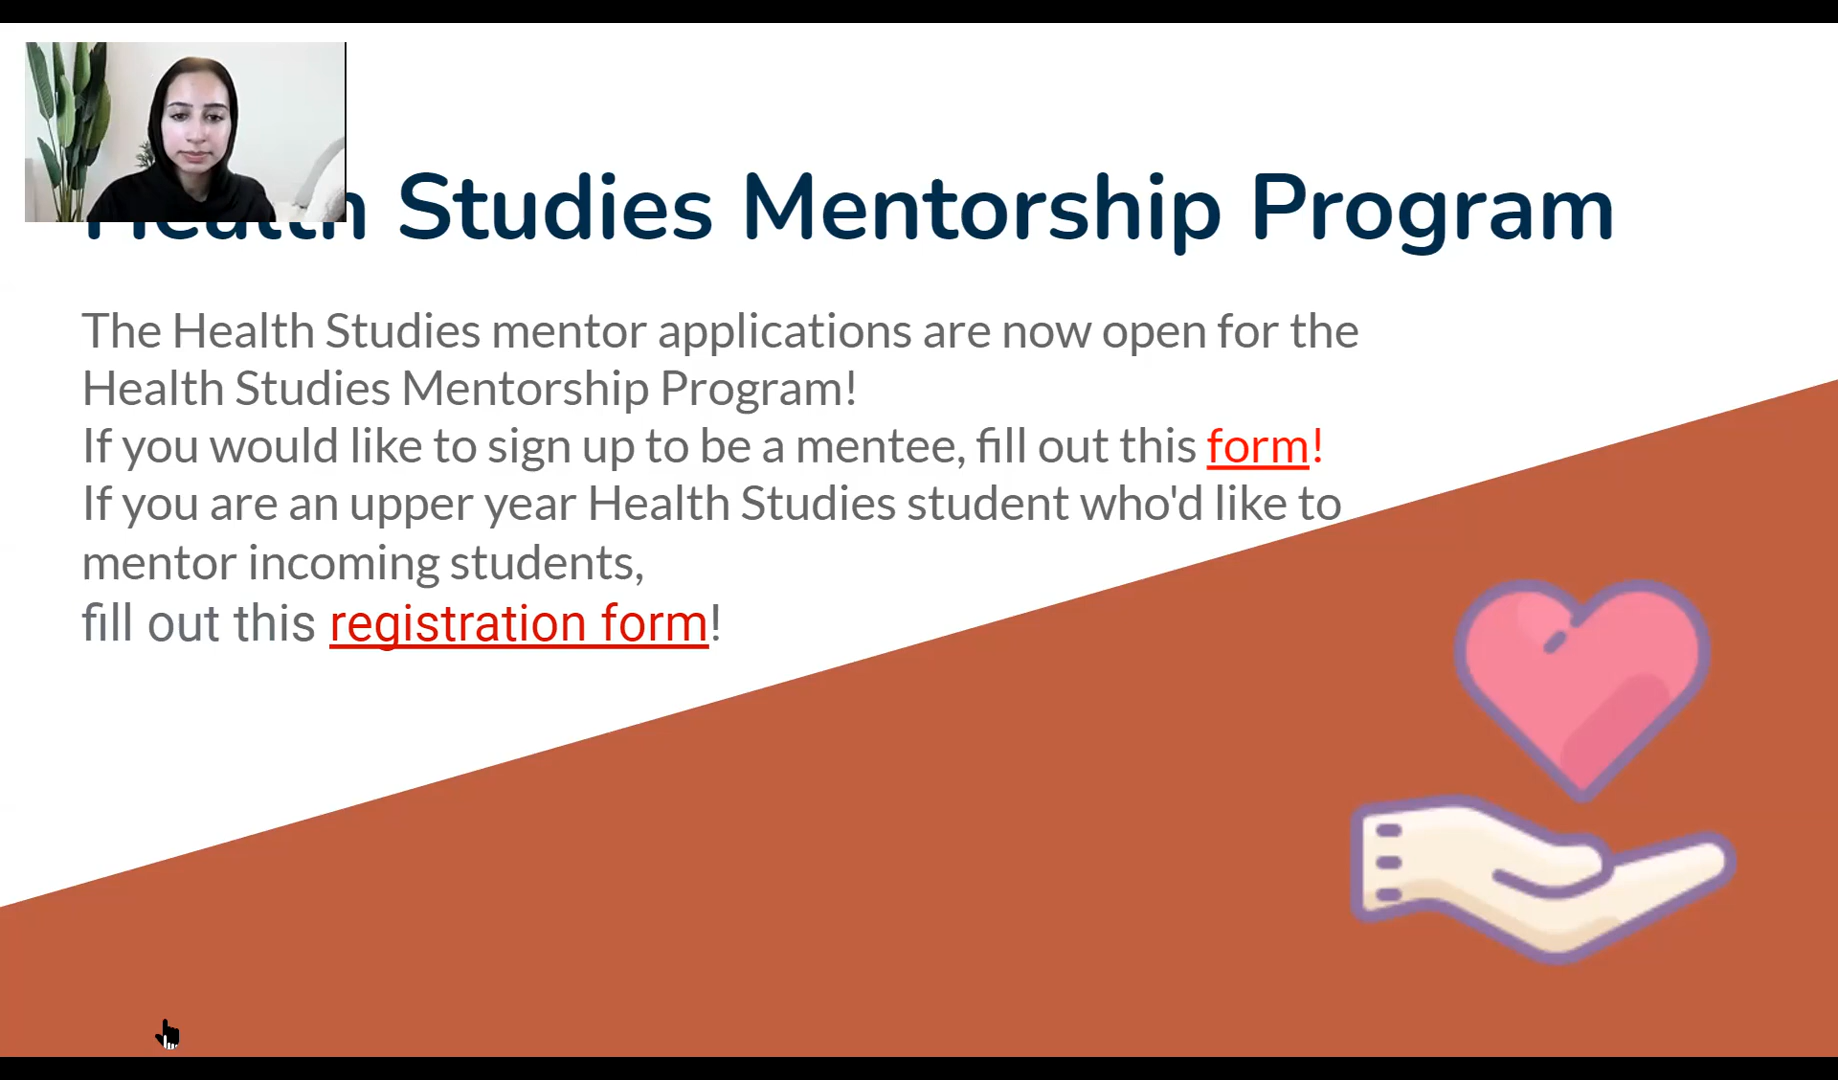 Health Studies Mentorship Program
The Health Studies mentor applications are now open for the
Health Studies Mentorship Program!
If you would like to sign up to be a mentee, fill out this form!
If you are an upper year Health Studies student who'd like to
mentor incoming students,
fill out this registration form!